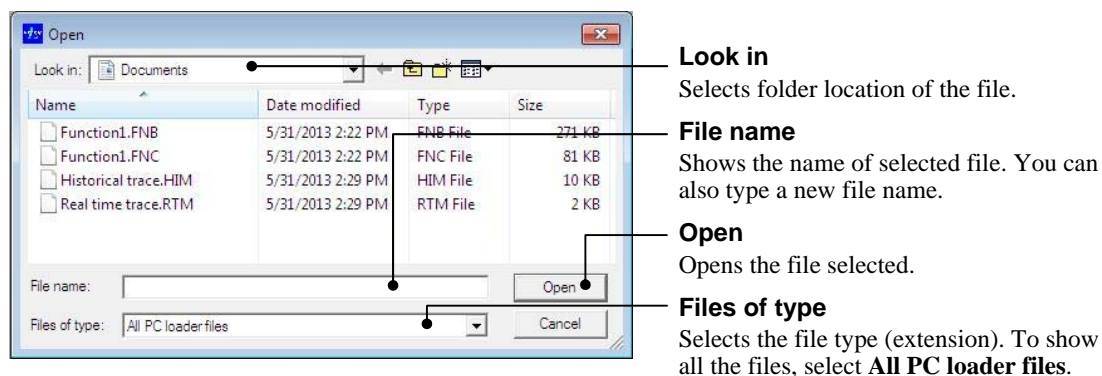 Open
Look in: Documents
Name Date modified Type Size
Function1.FNB 5/31/2013 2:22 PM FNB File 271 KB
Function1.FNC 5/31/2013 2:22 PM FNC File 81 KB
Historical trace.HIM 5/31/2013 2:29 PM HIM File 10 KB
Real time trace.RTM 5/31/2013 2:29 PM RTM File 2 KB
File name: Open
Files of type: All PC loader files Cancel
Look in
Selects folder location of the file.
File name
Shows the name of selected file. You can
also type a new file name.
Open
Opens the file selected.
Files of type
Selects the file type (extension). To show
all the files, select All PC loader files.